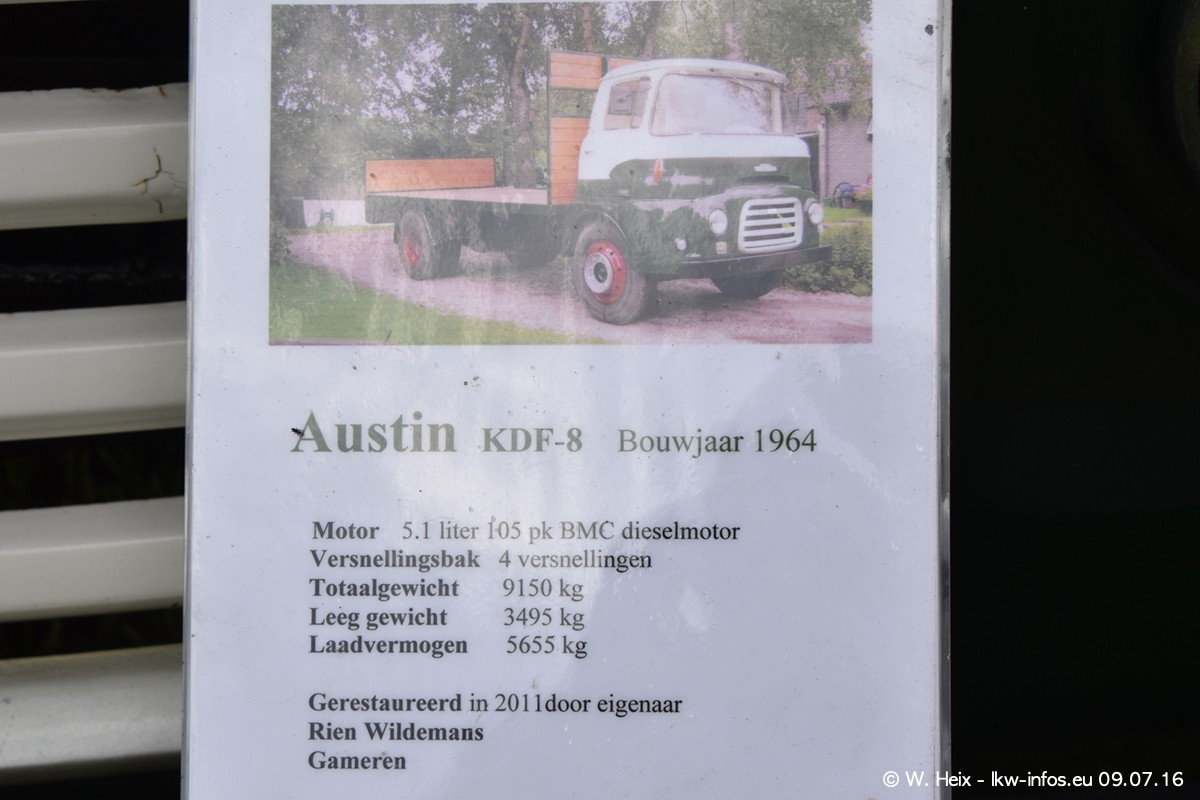 Austin KDF-8 Bouwjaar 1964
Motor 5.1 liter 105 pk BMC dieselmotor
Versnellingsbak 4 versnellingen
Totaalgewicht 9150 kg
Leeg gewicht 3495 kg
Laadvermogen 5655 kg
Gerestaureerd in 2011door eigenaar
Rien Wildemans
Gameren
© W. Heix - lkw-infos.eu 09.07.16